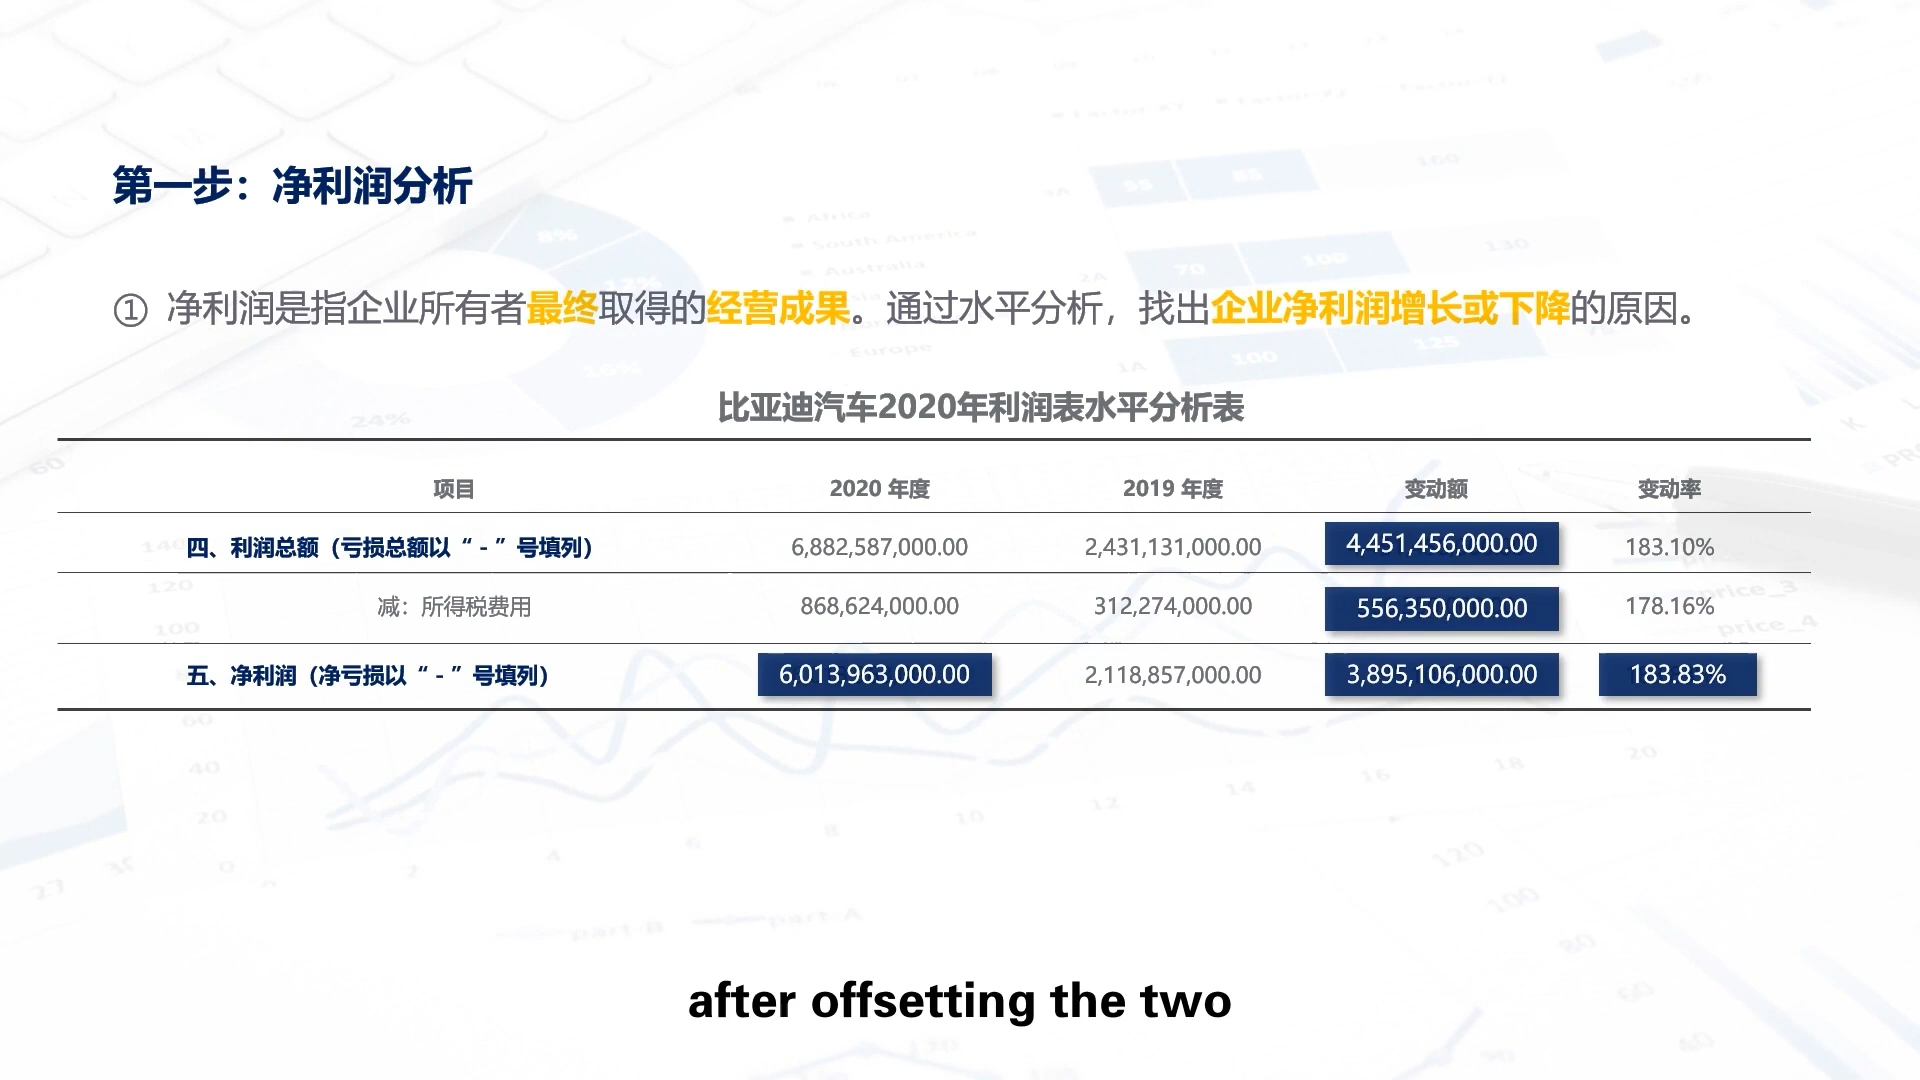 第一步：净利润分析
① 净利润是指企业所有者最终取得的经营成果。通过水平分析，找出企业净利润增长或下降的原因。
比亚迪汽车2020年利润表水平分析表
项目 2020 年度 2019 年度 变动额 变动率
四、利润总额（亏损总额以“ - ”号填列） 6,882,587,000.00 2,431,131,000.00 4,451,456,000.00 183.10%
减：所得税费用 868,624,000.00 312,274,000.00 556,350,000.00 178.16%
五、净利润（净亏损以“ - ”号填列） 6,013,963,000.00 2,118,857,000.00 3,895,106,000.00 183.83%
after offsetting the two